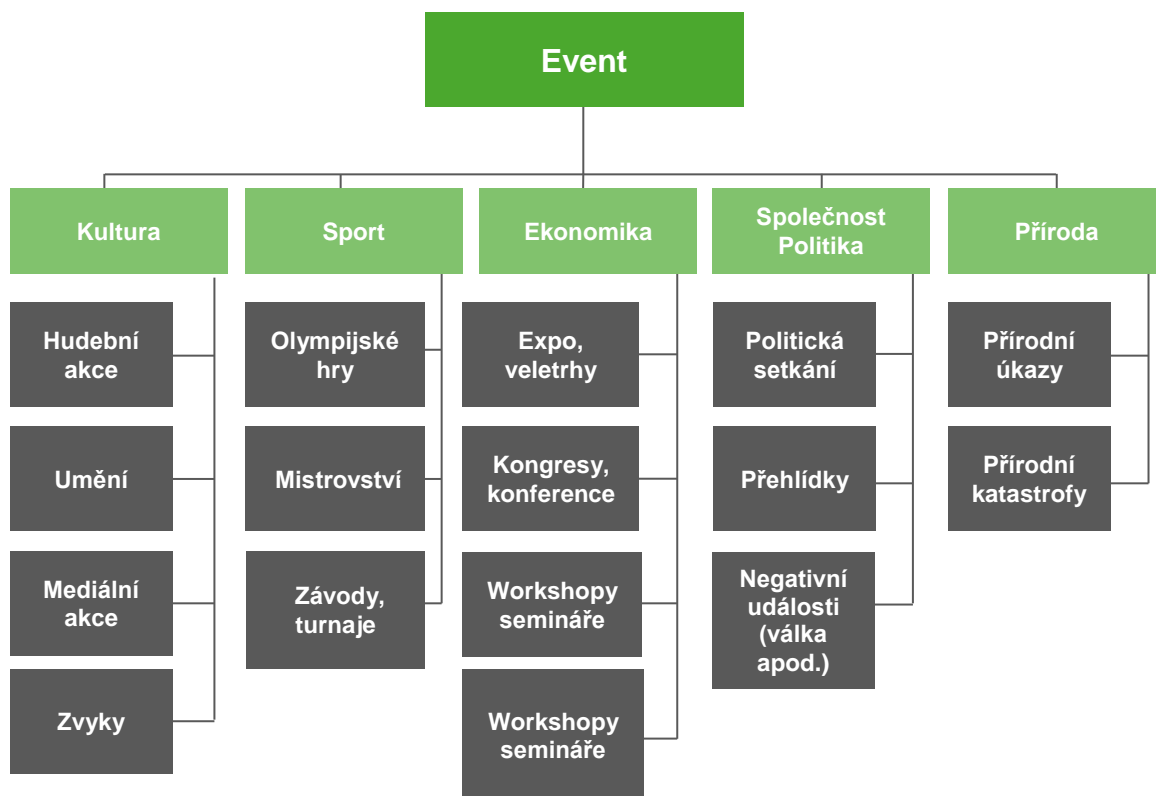 Event
Kultura
Sport
Ekonomika
Společnost
Politika
Příroda
Hudební
akce
Umění
Mediální
akce
Zvyky
Olympijské
hry
Mistrovství
Závody,
turnaje
Expo,
veletrhy
Kongresy,
konference
Workshopy
semináře
Workshopy
semináře
Politická
setkání
Přehlídky
Negativní
události
(válka
apod.)
Přírodní
úkazy
Přírodní
katastrofy